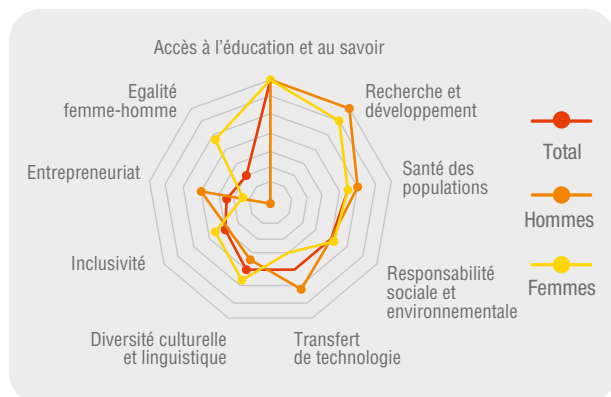 Accès à l'éducation et au savoir
Recherche et
développement
Santé des
populations
Responsabilité
sociale et
environnementale
Transfert
de technologie
Diversité culturelle
et linguistique
Inclusivité
Entrepreneuriat
Egalité
femme-homme
Total
Hommes
Femmes